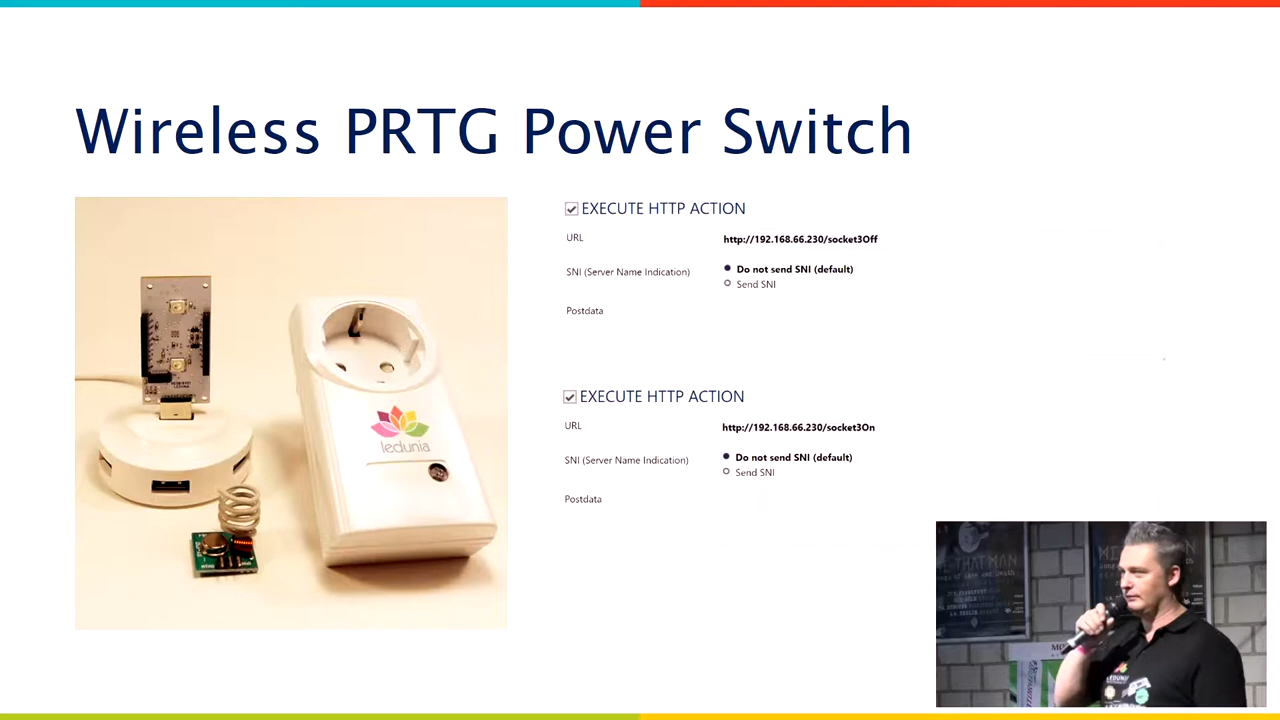 Wireless PRTG Power Switch
EXECUTE HTTP ACTION
URL
http://192.168.66.230/socket3Off
SNI (Server Name Indication)
Do not send SNI (default)
Send SNI
Postdata
EXECUTE HTTP ACTION
URL
http://192.168.66.230/socket3On
SNI (Server Name Indication)
Do not send SNI (default)
Send SNI
Postdata
ledunia
LEDUNIA